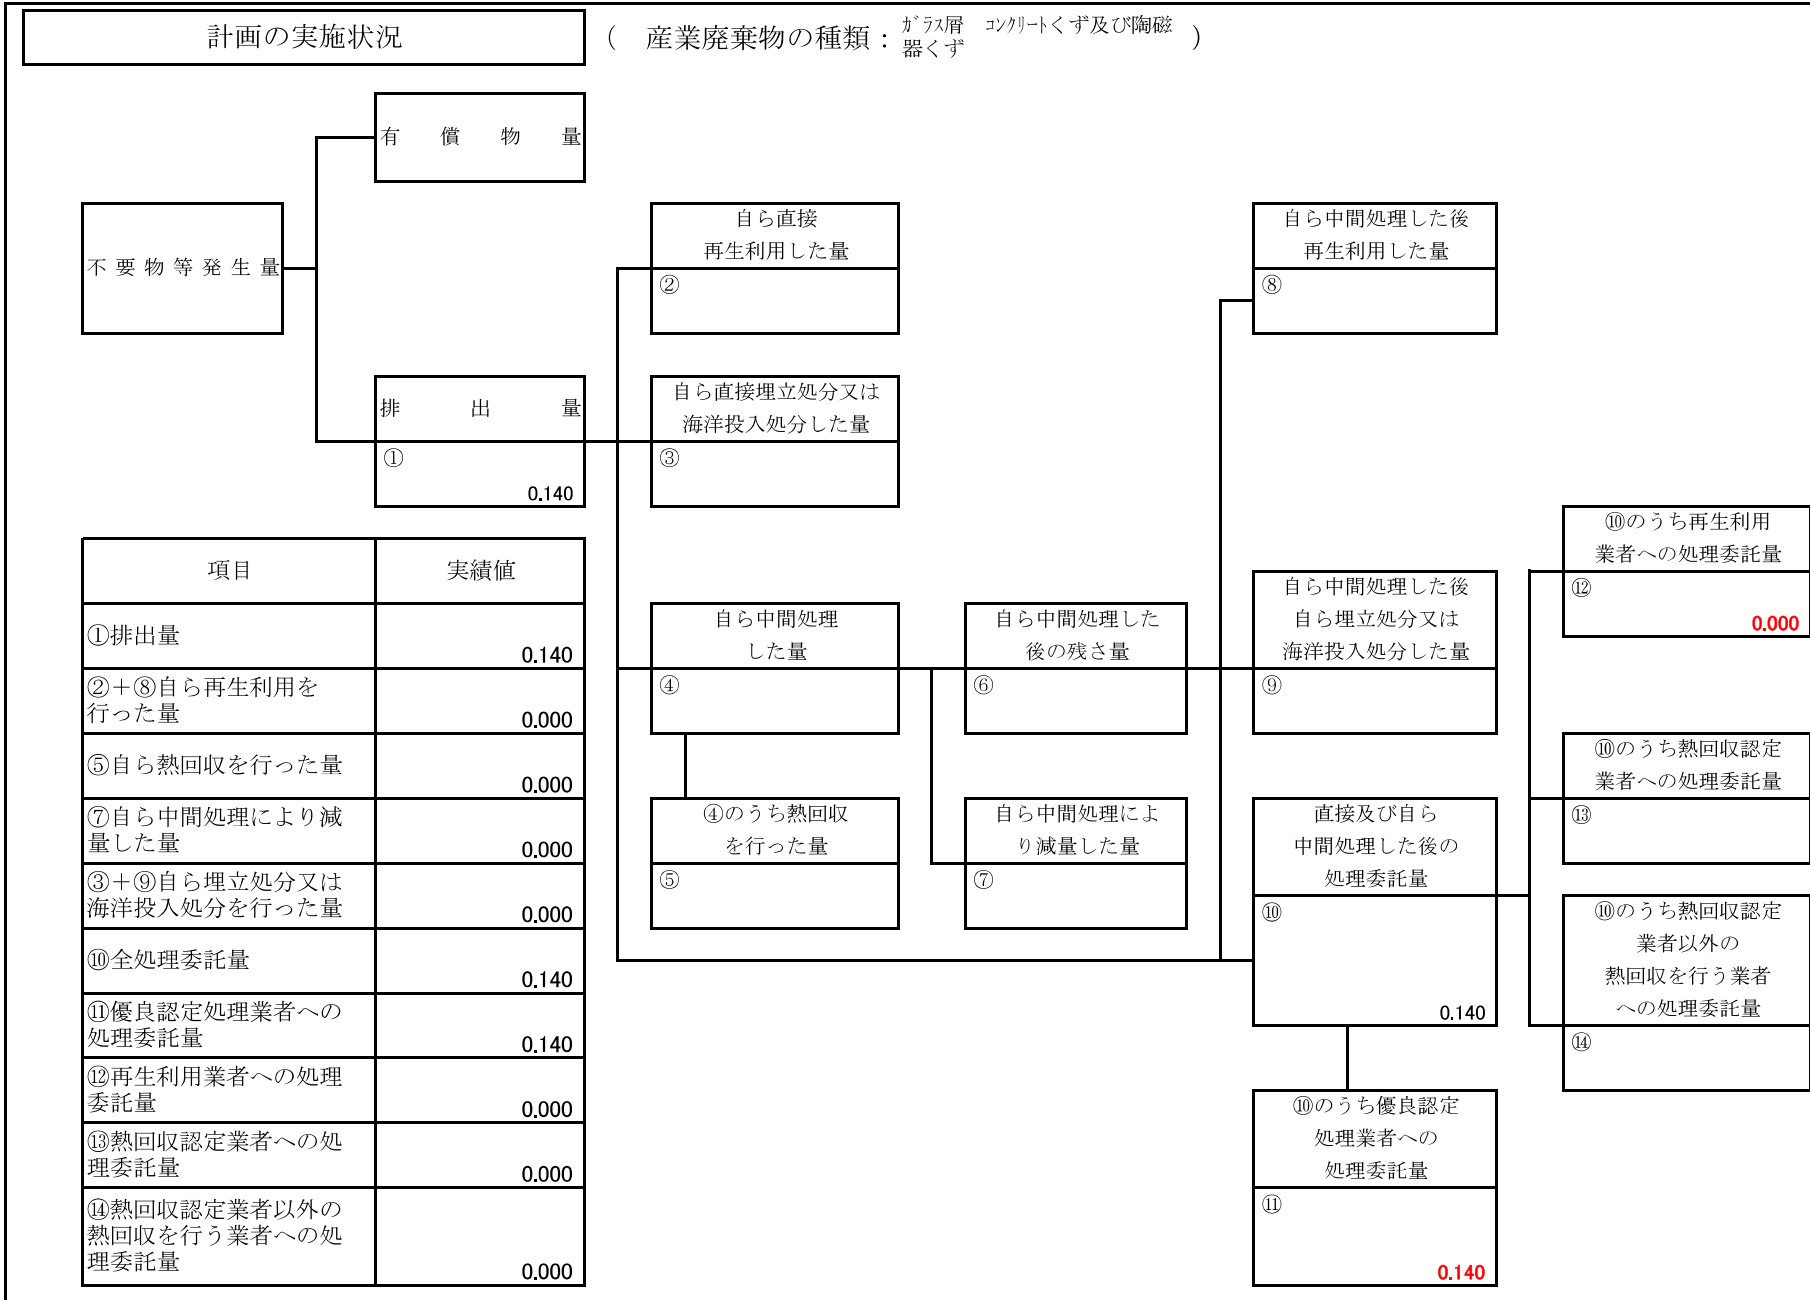 計画の実施状況
( 産業廃棄物の種類：ガラス屑 コンクリートくず及び陶磁
器くず )
有償物量
不要物等発生量
自ら直接
再生利用した量
②
自ら中間処理した後
再生利用した量
⑧
排出量
①
0.140
自ら直接埋立処分又は
海洋投入処分した量
③
項目 実績値
①排出量
0.140
②＋⑧自ら再生利用を
行った量
0.000
⑤自ら熱回収を行った量
0.000
⑦自ら中間処理により減
量した量
0.000
③＋⑨自ら埋立処分又は
海洋投入処分を行った量
0.000
⑩全処理委託量
0.140
⑪優良認定処理業者への
処理委託量
0.140
⑫再生利用業者への処理
委託量
0.000
⑬熱回収認定業者への処
理委託量
0.000
⑭熱回収認定業者以外の
熱回収を行う業者への処
理委託量
0.000
自ら中間処理
した量
④
④のうち熱回収
を行った量
⑤
自ら中間処理した
後の残さ量
⑥
自ら中間処理によ
り減量した量
⑦
自ら中間処理した後
自ら埋立処分又は
海洋投入処分した量
⑨
直接及び自ら
中間処理した後の
処理委託量
⑩
0.140
⑩のうち優良認定
処理業者への
処理委託量
⑪
0.140
⑩のうち再生利用
業者への処理委託量
⑫
0.000
⑩のうち熱回収認定
業者への処理委託量
⑬
⑩のうち熱回収認定
業者以外の
熱回収を行う業者
への処理委託量
⑭